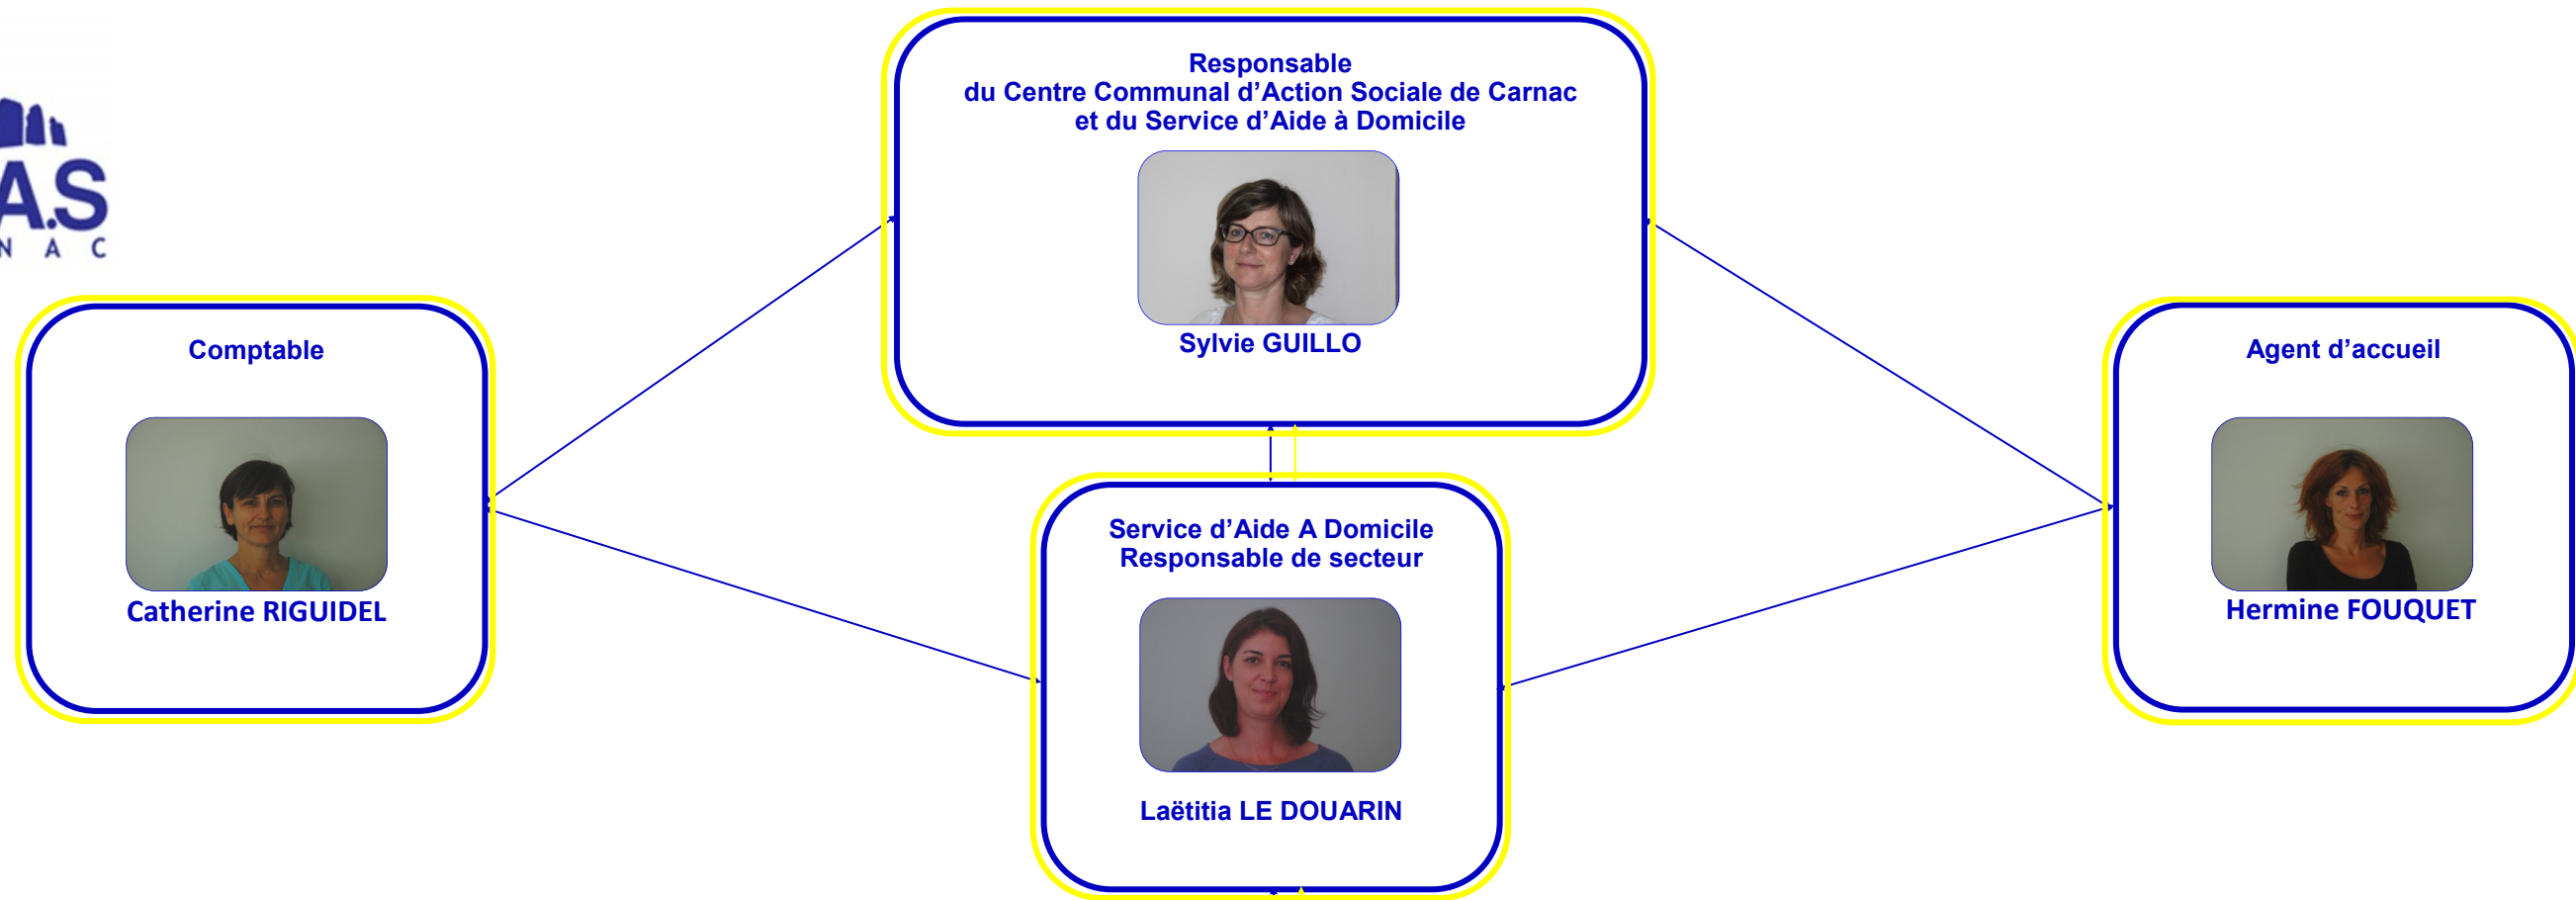 A.S
N A C
Responsable
du Centre Communal d’Action Sociale de Carnac
et du Service d’Aide à Domicile
Sylvie GUILLO
Comptable
Catherine RIGUIDEL
Agent d’accueil
Hermine FOUQUET
Service d’Aide A Domicile
Responsable de secteur
Laëtitia LE DOUARIN